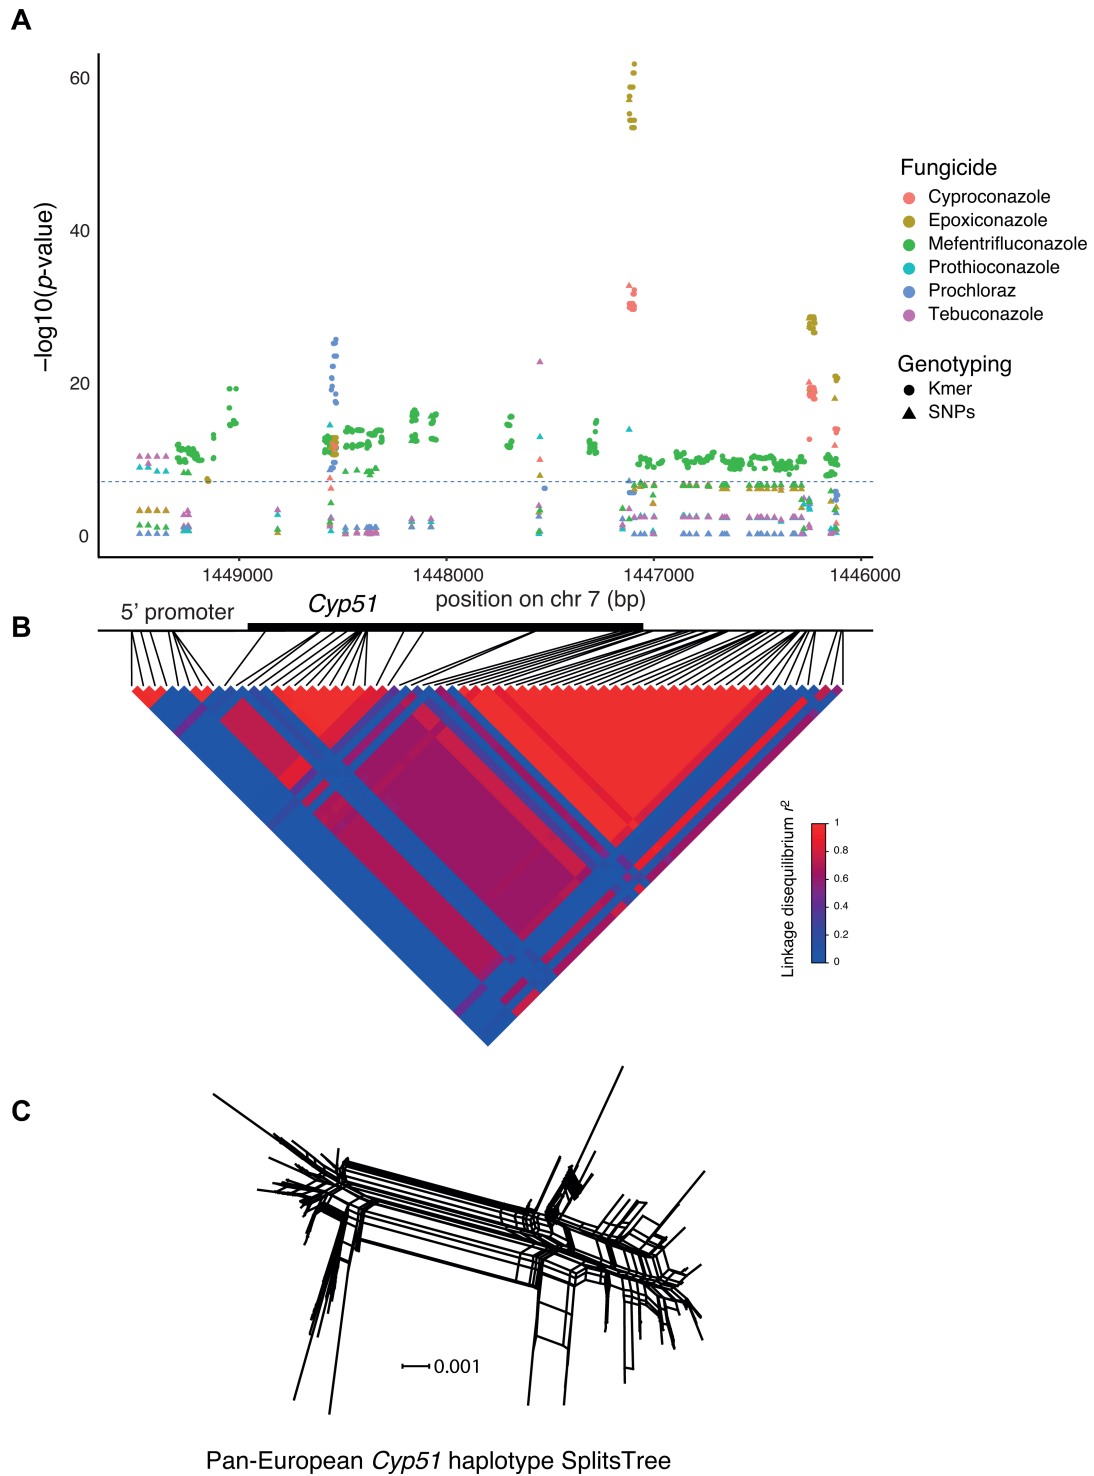 A
60
40
20
0
−log10(p-value)
Fungicide
Cyproconazole
Epoxiconazole
Mefentrifluconazole
Prothioconazole
Prochloraz
Tebuconazole
Genotyping
Kmer
SNPs
1449000
1448000
1447000
1446000
position on chr 7 (bp)
B
5’ promoter
Cyp51
Linkage disequilibrium r²
1
0.8
0.6
0.4
0.2
0
C
0.001
Pan-European Cyp51 haplotype SplitsTree